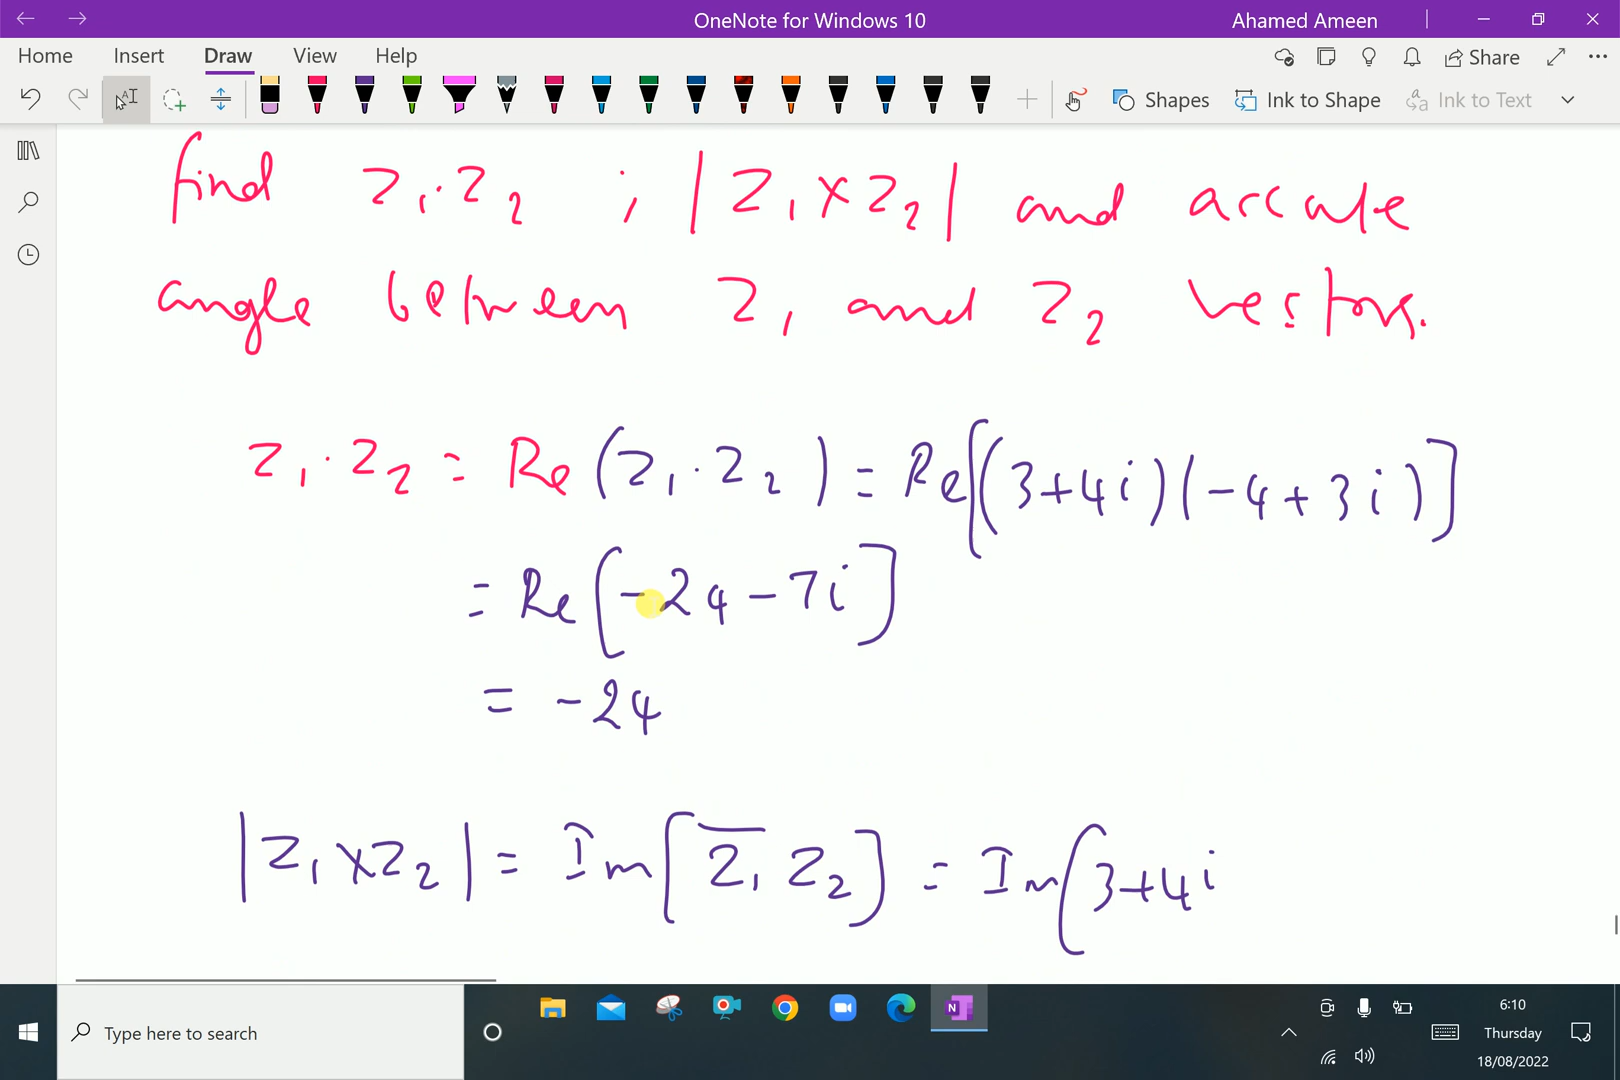 OneNote for Windows 10
Ahamed Ameen
Home Insert Draw View Help
Share
Shapes Ink to Shape Ink to Text
find z₁·z₂ ; |z₁×z₂| and accute
angle between z₁ and z₂ vectors.
z₁·z₂ = Re(z₁·z₂) = Re[(3+4i)(-4+3i)]
= Re[-24-7i]
= -24
|z₁×z₂| = Im[z̅₁ z₂] = Im[3+4i
Type here to search
6:10
Thursday
18/08/2022